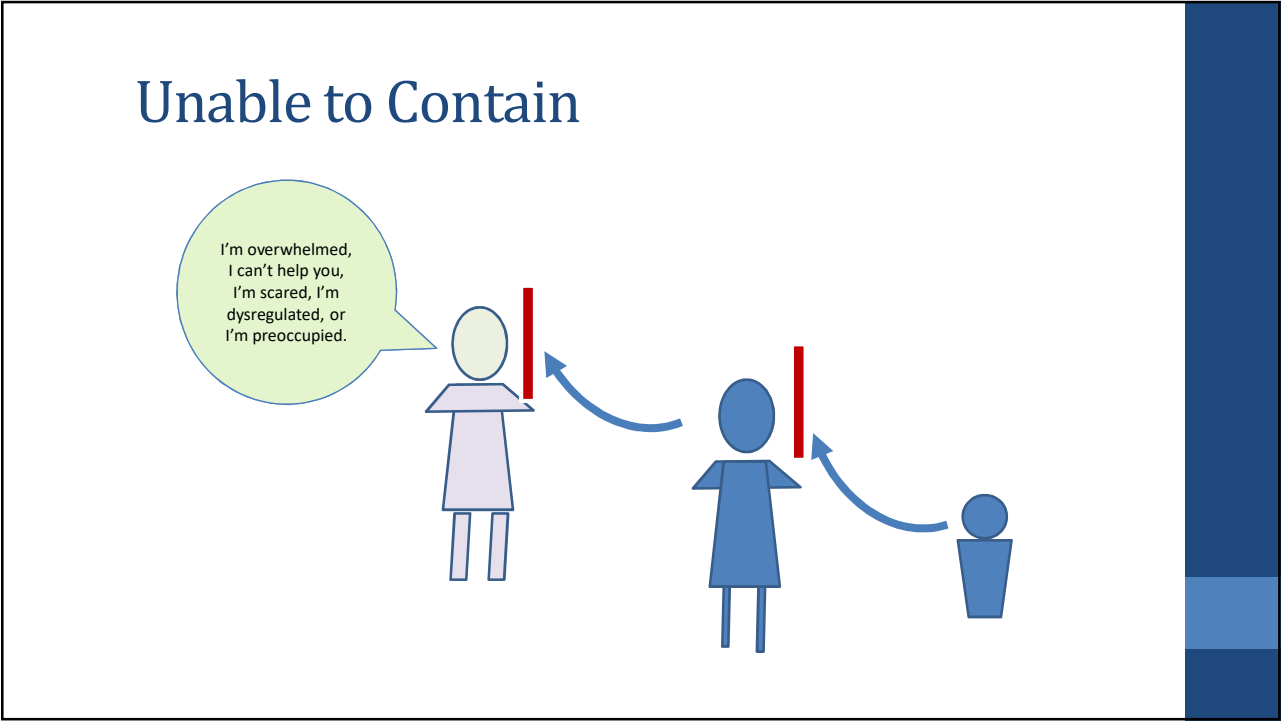 Unable to Contain
I’m overwhelmed,
I can’t help you,
I’m scared, I’m
dysregulated, or
I’m preoccupied.